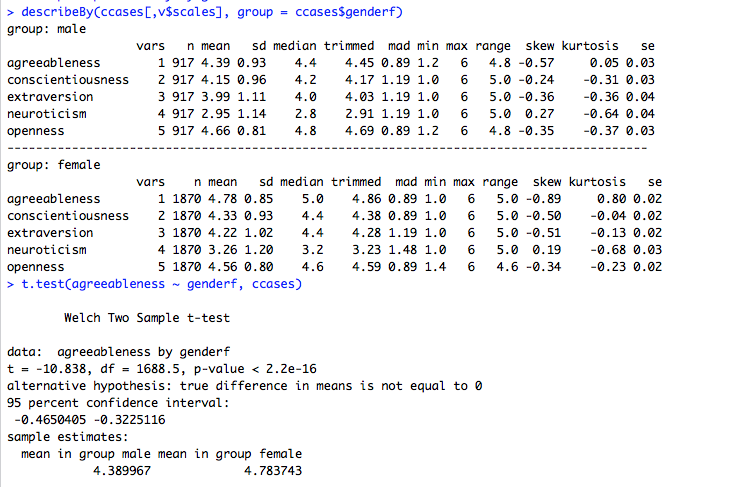 > describeBy(ccases[,v$scales], group = ccases$genderf)
group: male
                  vars   n mean   sd median trimmed  mad min max range  skew kurtosis   se
agreeableness        1 917 4.39 0.93    4.4    4.45 0.89 1.2   6   4.8 -0.57     0.05 0.03
conscientiousness    2 917 4.15 0.96    4.2    4.17 1.19 1.0   6   5.0 -0.24    -0.31 0.03
extraversion         3 917 3.99 1.11    4.0    4.03 1.19 1.0   6   5.0 -0.36    -0.36 0.04
neuroticism          4 917 2.95 1.14    2.8    2.91 1.19 1.0   6   5.0  0.27    -0.64 0.04
openness             5 917 4.66 0.81    4.8    4.69 0.89 1.2   6   4.8 -0.35    -0.37 0.03
--------------------------------------------------------------------------------------
group: female
                  vars    n mean   sd median trimmed  mad min max range  skew kurtosis   se
agreeableness        1 1870 4.78 0.85    5.0    4.86 0.89 1.0   6   5.0 -0.89     0.80 0.02
conscientiousness    2 1870 4.33 0.93    4.4    4.38 0.89 1.0   6   5.0 -0.50    -0.04 0.02
extraversion         3 1870 4.22 1.02    4.4    4.28 1.19 1.0   6   5.0 -0.51    -0.13 0.02
neuroticism          4 1870 3.26 1.20    3.2    3.23 1.48 1.0   6   5.0  0.19    -0.68 0.03
openness             5 1870 4.56 0.80    4.6    4.59 0.89 1.4   6   4.6 -0.34    -0.23 0.02
> t.test(agreeableness ~ genderf, ccases)
        Welch Two Sample t-test
data:  agreeableness by genderf
t = -10.838, df = 1688.5, p-value < 2.2e-16
alternative hypothesis: true difference in means is not equal to 0
95 percent confidence interval:
 -0.4650405 -0.3225116
sample estimates:
  mean in group male mean in group female
            4.389967             4.783743